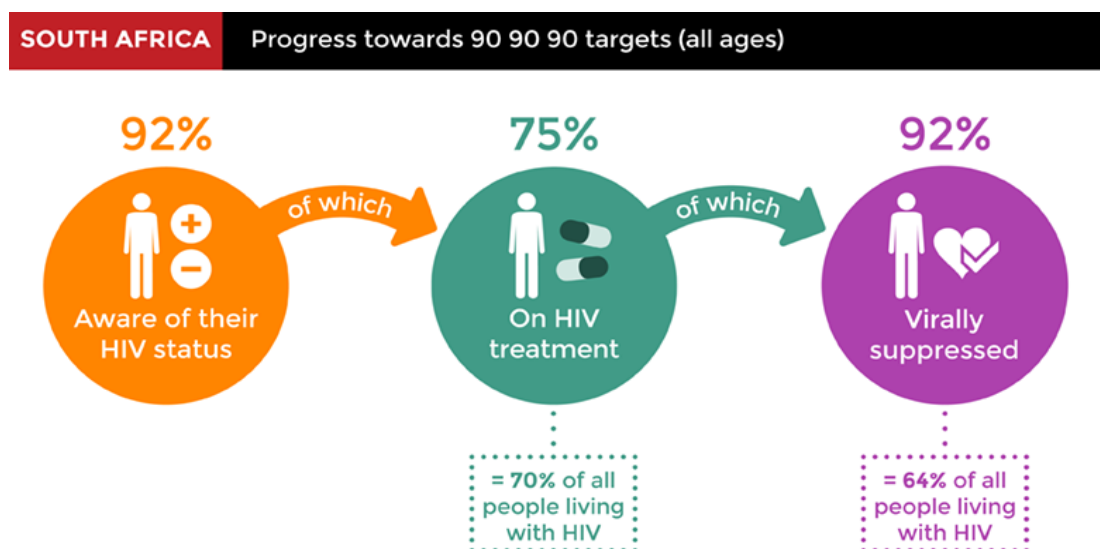 SOUTH AFRICA Progress towards 90 90 90 targets (all ages)
92%
Aware of their
HIV status
of which
75%
On HIV
treatment
= 70% of all
people living
with HIV
of which
92%
Virally
suppressed
= 64% of all
people living
with HIV